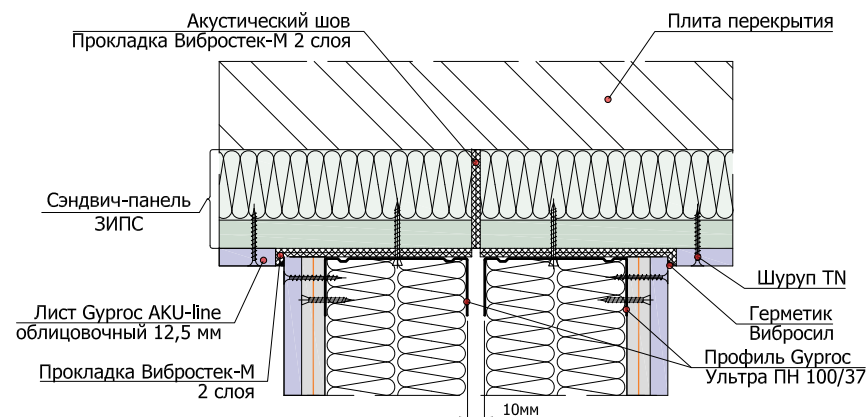 Акустический шов
Прокладка Вибростек-М 2 слоя
Плита перекрытия
Сэндвич-панель
ЗИПС
Шуруп TN
Лист Gyproc AKU-line
облицовочный 12,5 мм
Герметик
Вибросил
Прокладка Вибростек-М
2 слоя
Профиль Gyproc
Ультра ПН 100/37
10мм